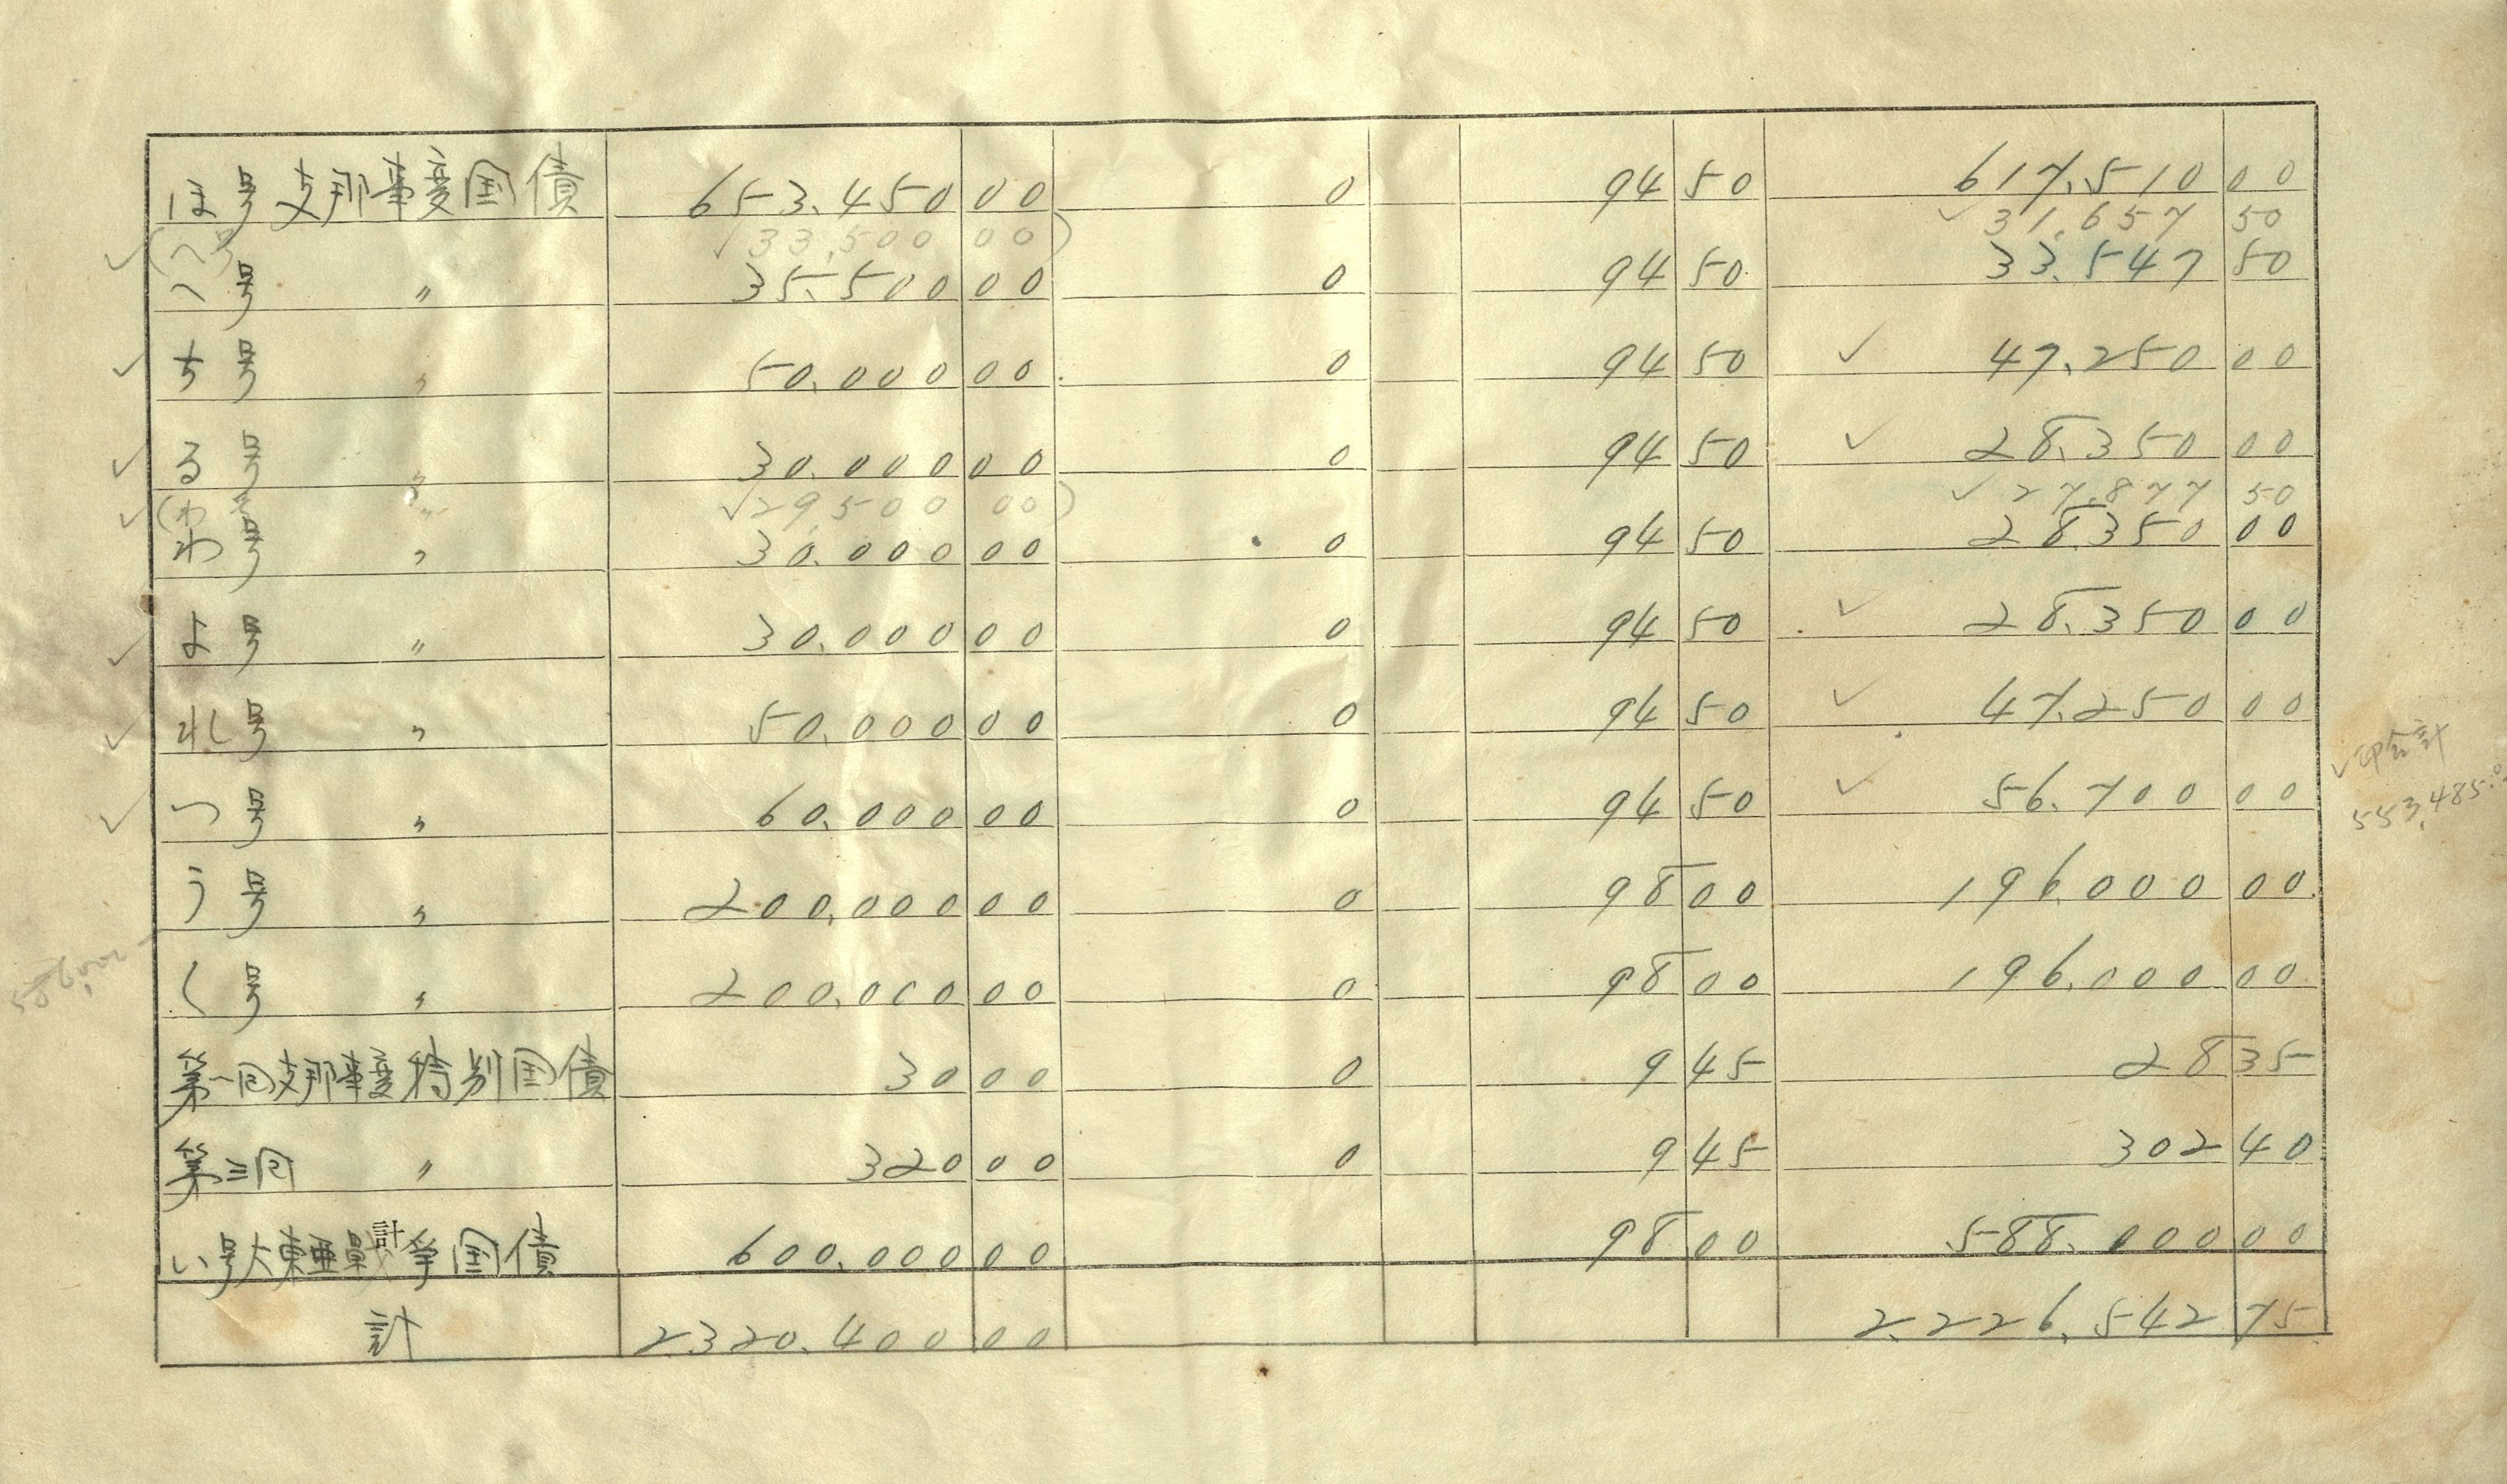 ほ号支那事変国債 653,450 00 0 94 50 617,510 00
✓(へ号 ✓33,500 00) ✓31,657 50
へ号 〃 35,500 00 0 94 50 33,547 50
✓ち号 〃 50,000 00 0 94 50 ✓47,250 00
✓る号 〃 30,000 00 0 94 50 ✓28,350 00
✓(わ号 〃 ✓29,500 00) ✓27,877 50
わ号 〃 30,000 00 0 94 50 28,350 00
✓よ号 〃 30,000 00 0 94 50 ✓28,350 00
✓れ号 〃 50,000 00 0 94 50 ✓47,250 00
✓つ号 〃 60,000 00 0 94 50 ✓56,700 00
✓印合計
553,485.
う号 〃 200,000 00 0 98 00 196,000 00
く号 〃 200,000 00 0 98 00 196,000 00
第一回支那事変特別国債 30 00 0 9 45 28 35
第三回 〃 320 00 0 9 45 302 40
い号大東亜戦争国債 600,000 00 98 00 588,000 00
計
計 2320,400 00 2,226,542 75